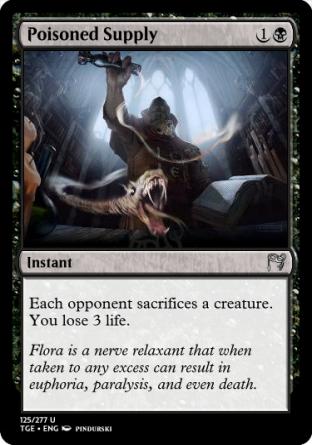 Poisoned Supply 1
Instant
Each opponent sacrifices a creature.
You lose 3 life.
Flora is a nerve relaxant that when
taken to any excess can result in
euphoria, paralysis, and even death.
125/277 U
TGE • ENG PINDURSKI